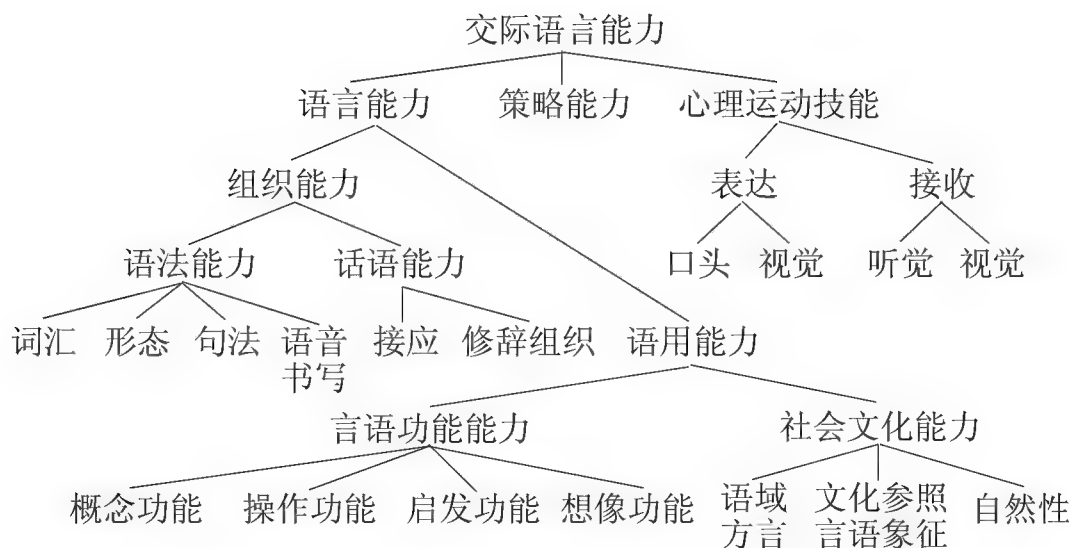 交际语言能力
语言能力 策略能力 心理运动技能
组织能力 表达 接收
语法能力 话语能力 口头 视觉 听觉 视觉
词汇 形态 句法 语音 接应 修辞组织 语用能力
书写
言语功能能力 社会文化能力
概念功能 操作功能 启发功能 想像功能 语域 文化参照 自然性
方言 言语象征